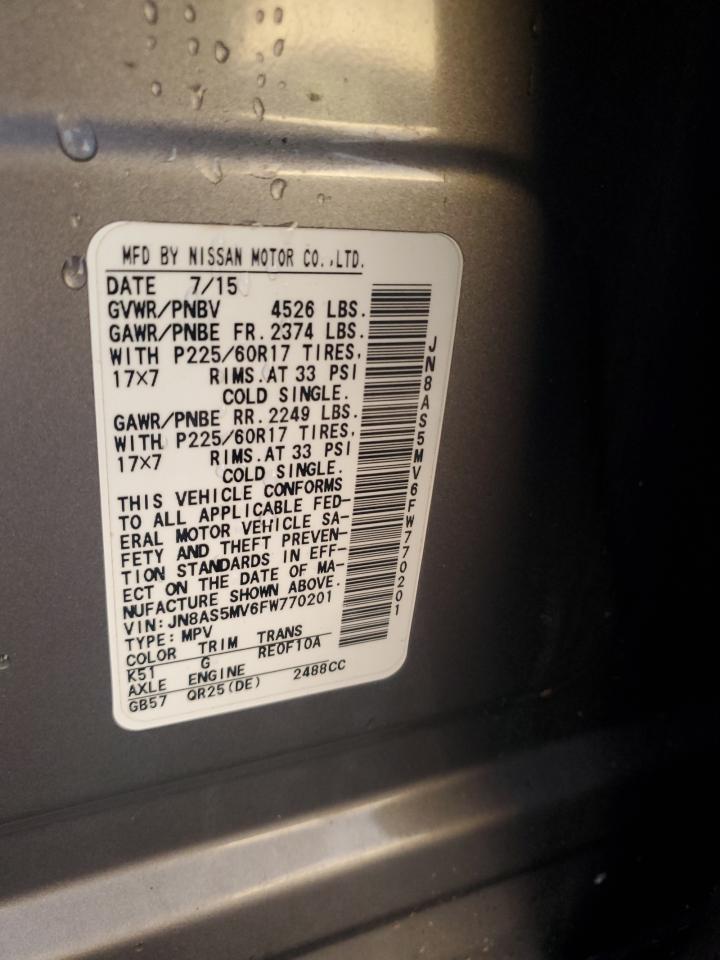 MFD BY NISSAN MOTOR CO.,LTD.
DATE 7/15
GVWR/PNBV 4526 LBS.
GAWR/PNBE FR. 2374 LBS.
WITH P225/60R17 TIRES,
17×7 RIMS. AT 33 PSI
COLD SINGLE.
GAWR/PNBE RR. 2249 LBS.
WITH P225/60R17 TIRES,
17×7 RIMS. AT 33 PSI
COLD SINGLE.
THIS VEHICLE CONFORMS
TO ALL APPLICABLE FED-
ERAL MOTOR VEHICLE SA-
FETY AND THEFT PREVEN-
TION STANDARDS IN EFF-
ECT ON THE DATE OF MA-
NUFACTURE SHOWN ABOVE.
VIN: JN8AS5MV6FW770201
TYPE: MPV
COLOR TRIM TRANS
K51 G RE0F10A
AXLE ENGINE
GB57 QR25(DE) 2488CC
JN8AS5MV6FW770201